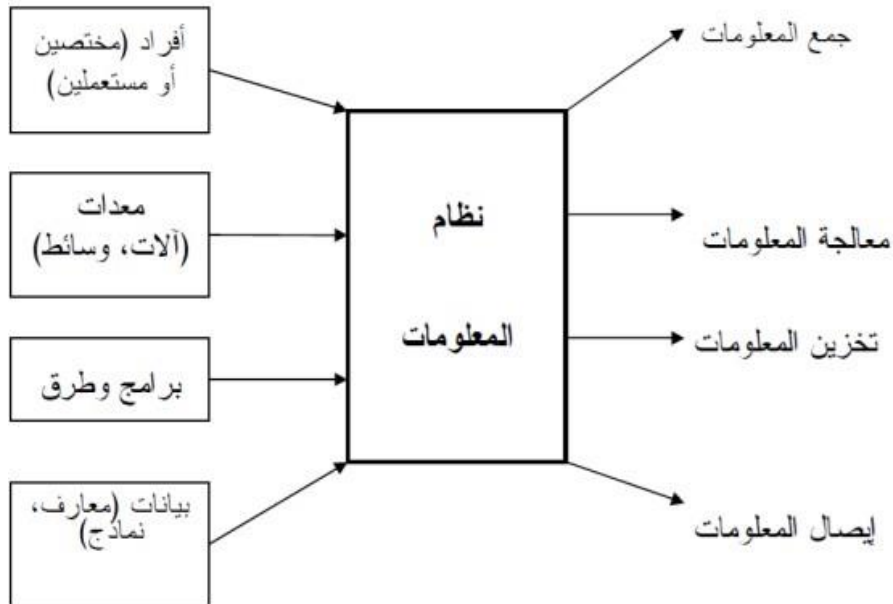 أفراد (مختصين
أو مستعملين)
معدات
(آلات، وسائط)
برامج وطرق
بيانات (معارف،
نماذج)
نظام
المعلومات
جمع المعلومات
معالجة المعلومات
تخزين المعلومات
إيصال المعلومات